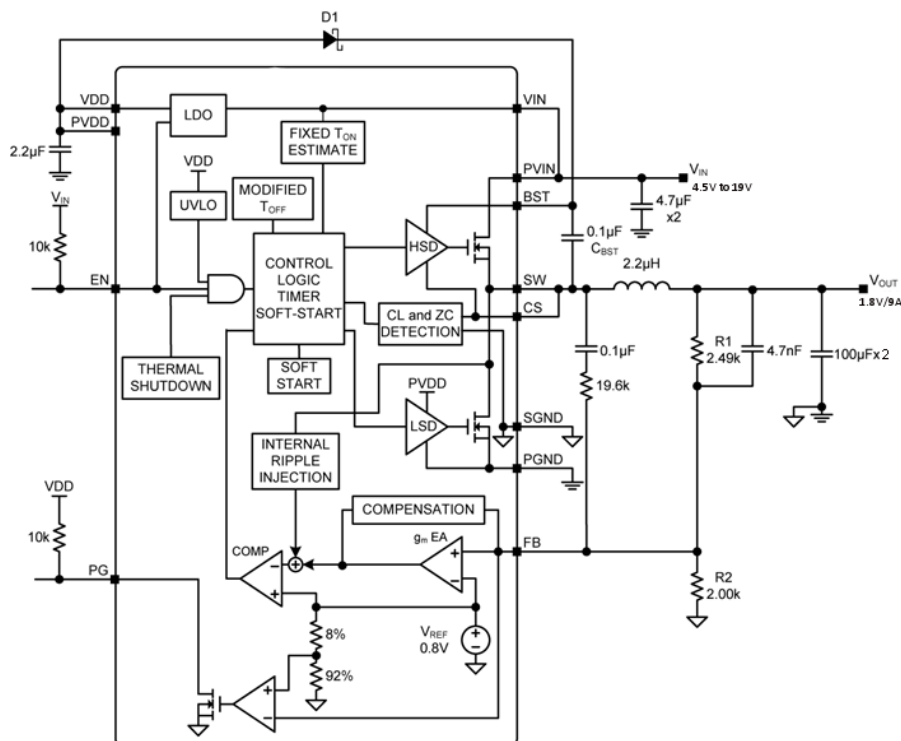 D1
VDD
PVDD
2.2µF
VIN
10k
EN
LDO
VDD
UVLO
FIXED TON
ESTIMATE
MODIFIED
TOFF
CONTROL
LOGIC
TIMER
SOFT-START
THERMAL
SHUTDOWN
SOFT
START
HSD
CL and ZC
DETECTION
PVDD
LSD
INTERNAL
RIPPLE
INJECTION
VIN
PVIN
BST
SW
CS
SGND
PGND
FB
VIN
4.5V to 19V
4.7µF
x2
0.1µF
CBST
2.2µH
VOUT
1.8V/9A
0.1µF
19.6k
R1
2.49k
4.7nF
100µFx2
R2
2.00k
COMPENSATION
gm EA
+
−
COMP
−
+
+
VREF
0.8V
+
−
8%
92%
+
−
VDD
10k
PG